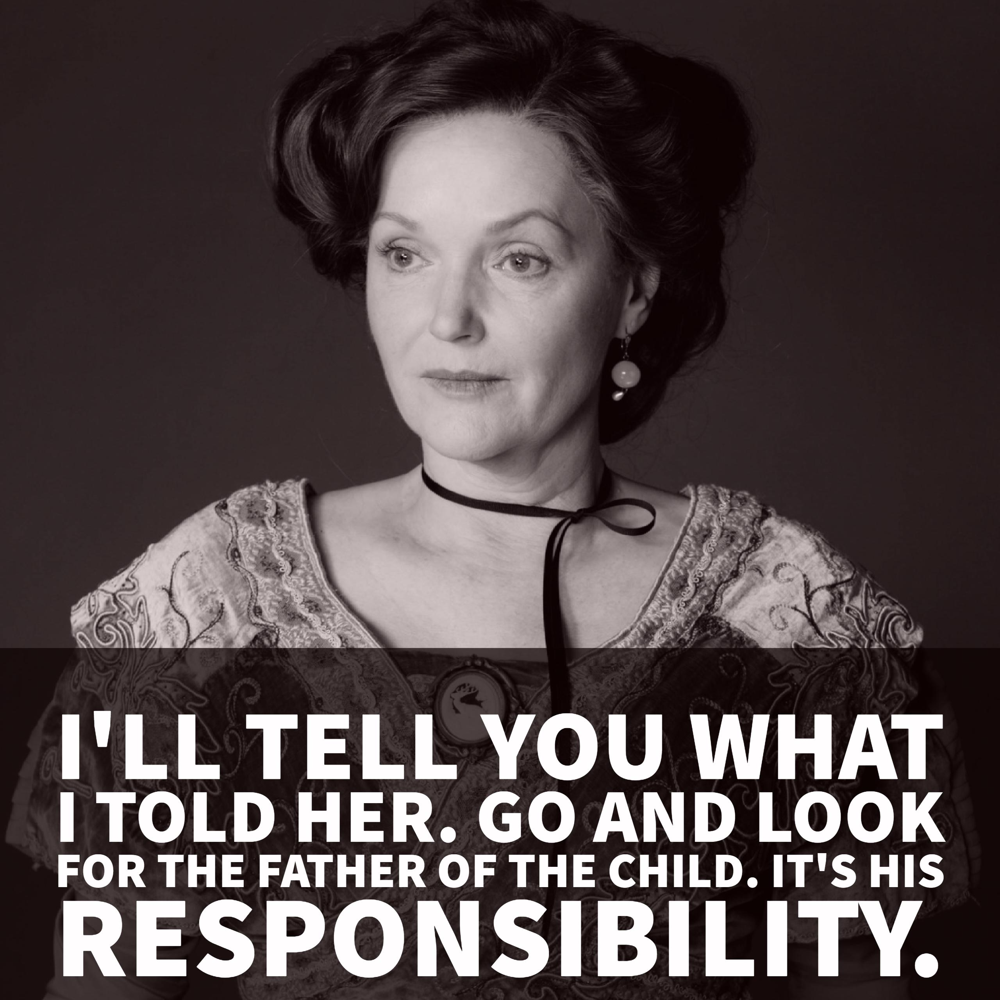 I'LL TELL YOU WHAT
I TOLD HER. GO AND LOOK
FOR THE FATHER OF THE CHILD. IT'S HIS
RESPONSIBILITY.